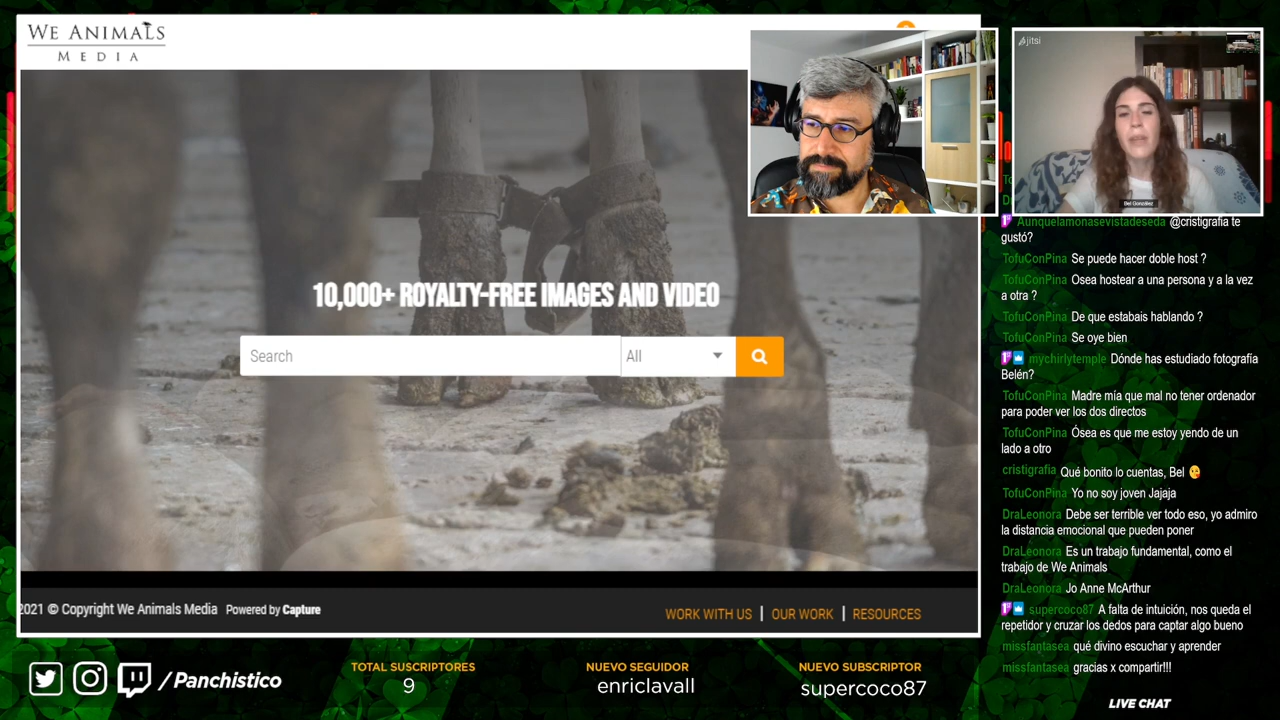 WE ANIMALS
MEDIA
10,000+ ROYALTY-FREE IMAGES AND VIDEO
Search
All
2021 © Copyright We Animals Media Powered by Capture
WORK WITH US | OUR WORK | RESOURCES
jitsi
Bel González
Aunquelamonasevistadeseda @cristigrafia te
gustó?
TofuConPina Se puede hacer doble host ?
TofuConPina Osea hostear a una persona y a la vez
a otra ?
TofuConPina De que estabais hablando ?
TofuConPina Se oye bien
mychirlytemple Dónde has estudiado fotografía
Belén?
TofuConPina Madre mía que mal no tener ordenador
para poder ver los dos directos
TofuConPina Ósea es que me estoy yendo de un
lado a otro
cristigrafia Qué bonito lo cuentas, Bel
TofuConPina Yo no soy joven Jajaja
DraLeonora Debe ser terrible ver todo eso, yo admiro
la distancia emocional que pueden poner
DraLeonora Es un trabajo fundamental, como el
trabajo de We Animals
DraLeonora Jo Anne McArthur
supercoco87 A falta de intuición, nos queda el
repetidor y cruzar los dedos para captar algo bueno
missfantasea qué divino escuchar y aprender
missfantasea gracias x compartir!!!
LIVE CHAT
/Panchistico
TOTAL SUSCRIPTORES
9
NUEVO SEGUIDOR
enriclavall
NUEVO SUBSCRIPTOR
supercoco87